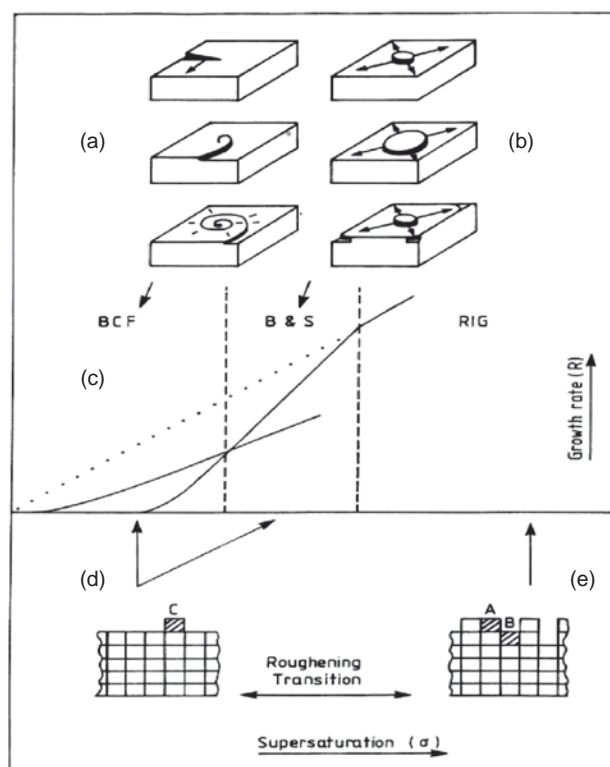 (a)
(b)
BCF
B & S
RIG
(c)
Growth rate (R)
(d)
(e)
C
A
B
Roughening
Transition
Supersaturation (σ)